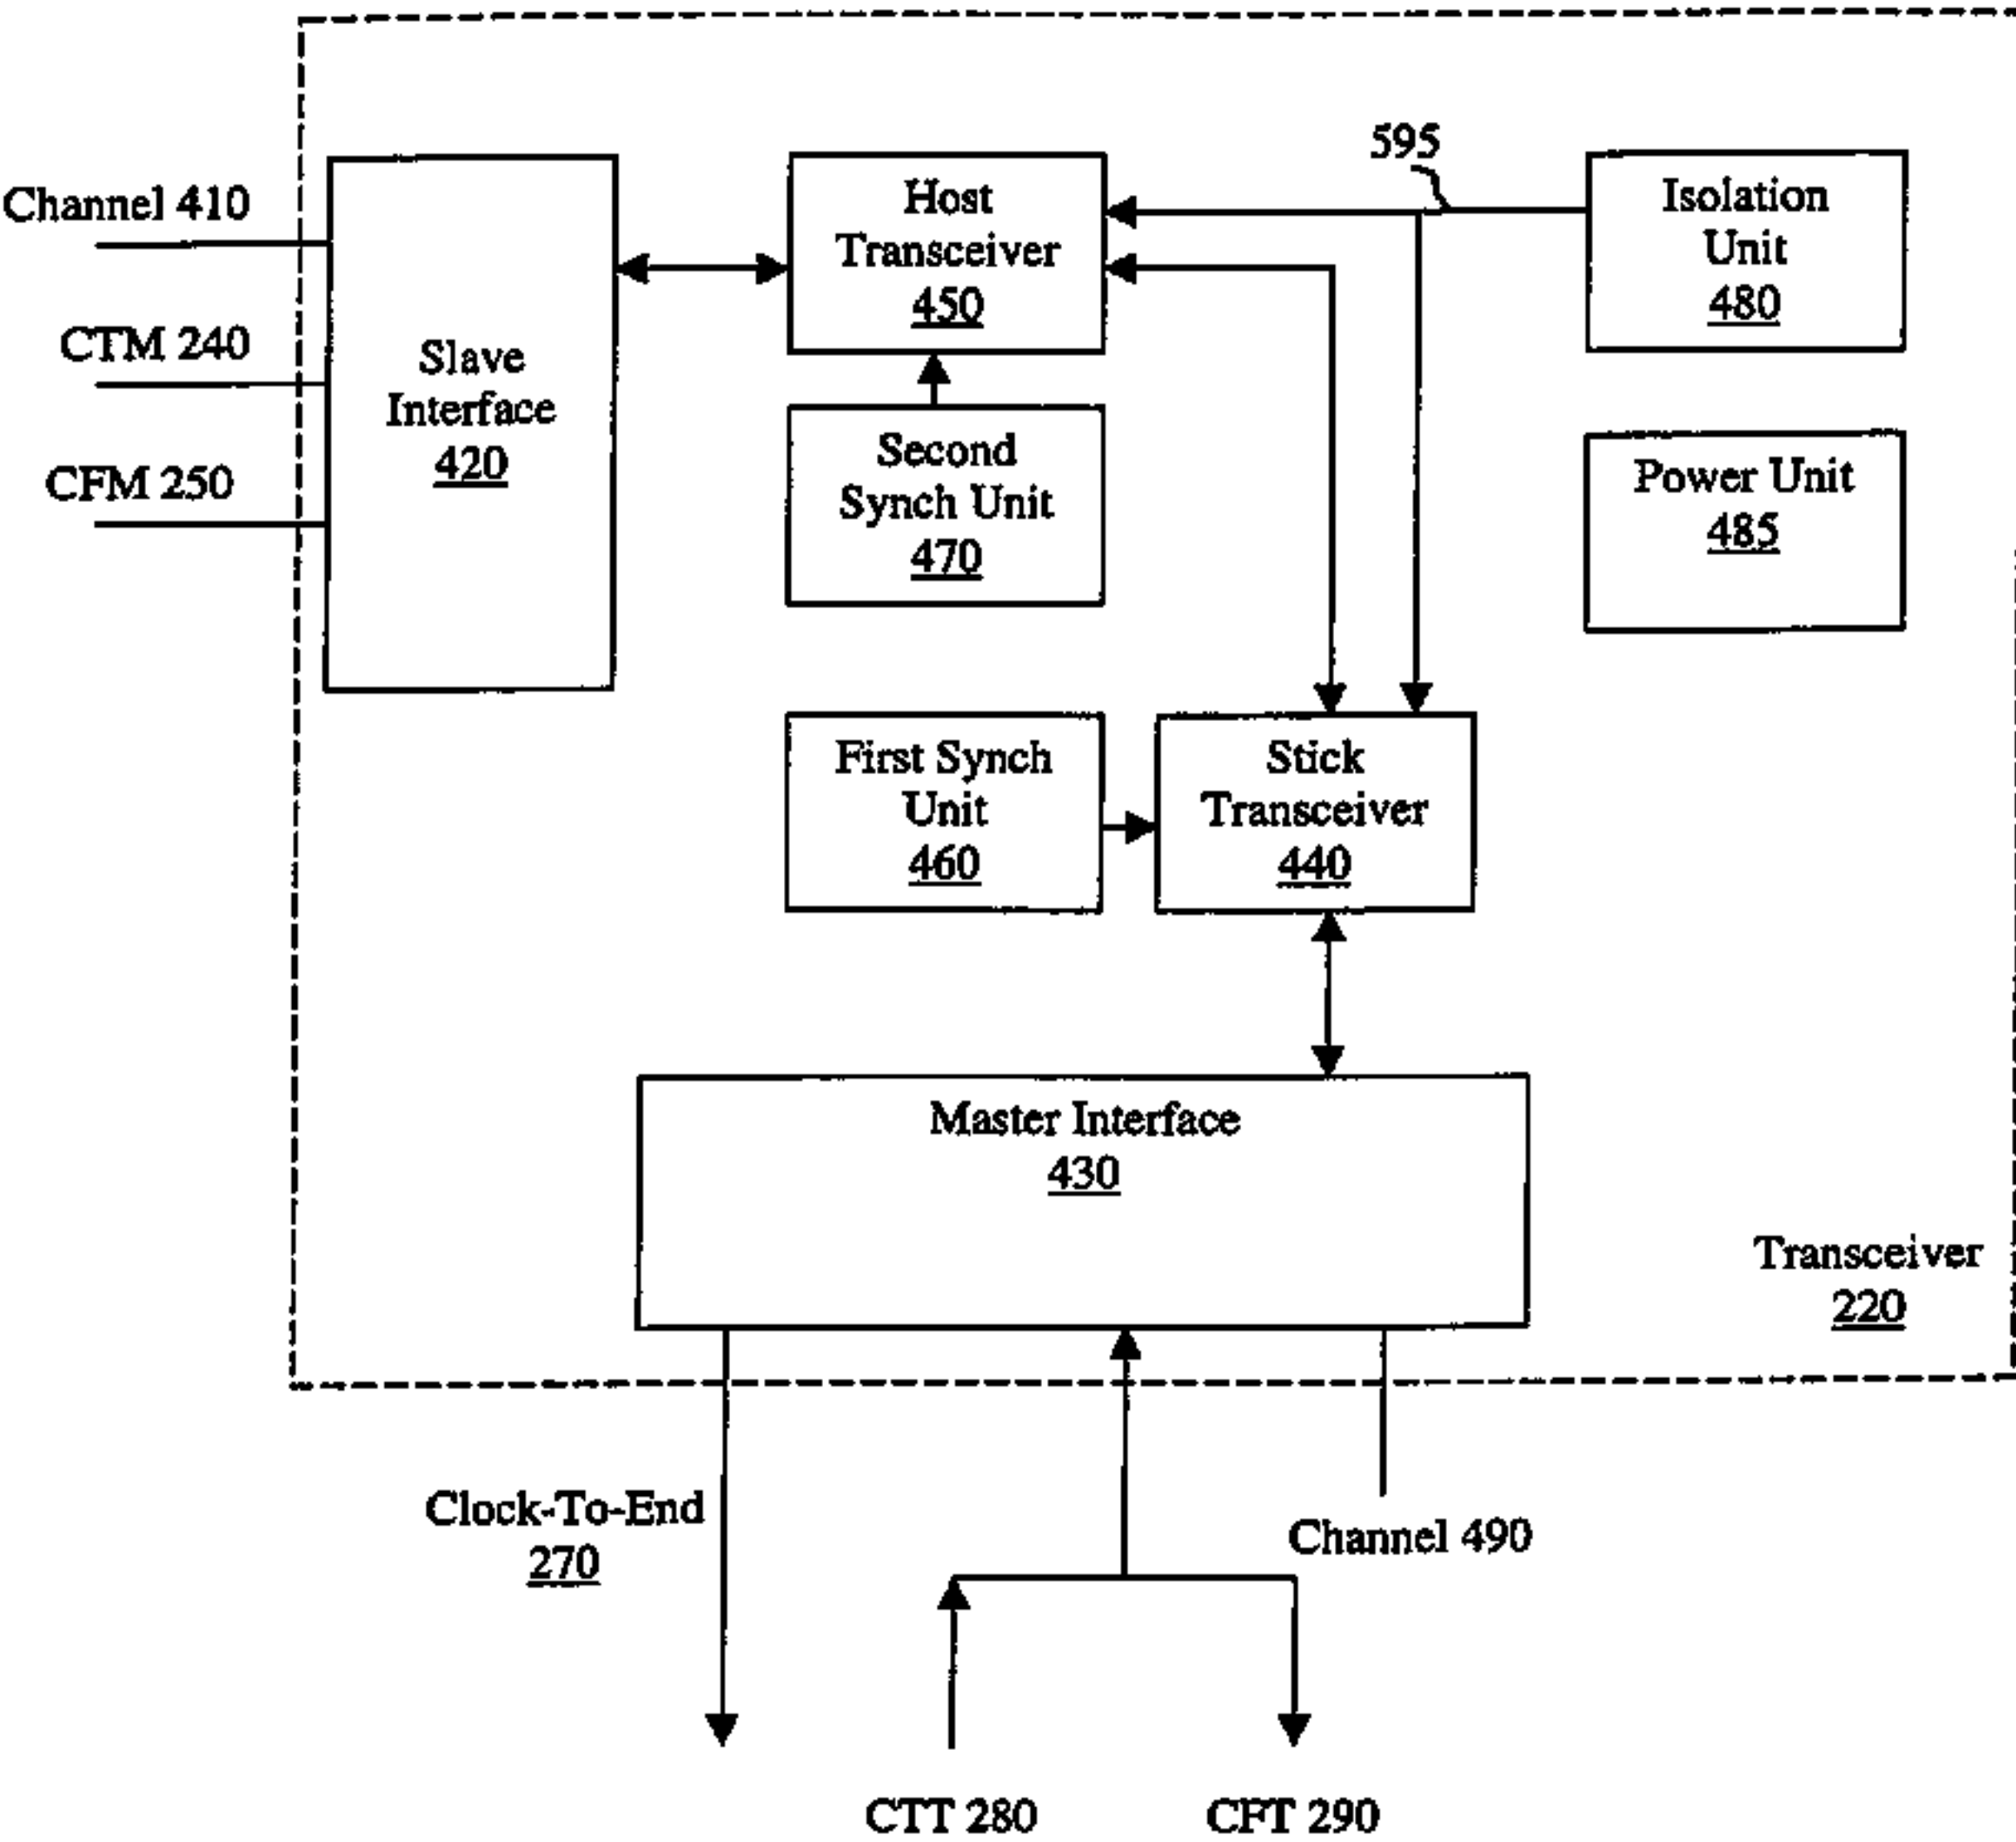 595
Channel 410
CTM 240
CFM 250
Slave
Interface
420
Host
Transceiver
450
Isolation
Unit
480
Second
Synch Unit
470
Power Unit
485
First Synch
Unit
460
Stick
Transceiver
440
Master Interface
430
Transceiver
220
Clock-To-End
270
Channel 490
CTT 280
CFT 290